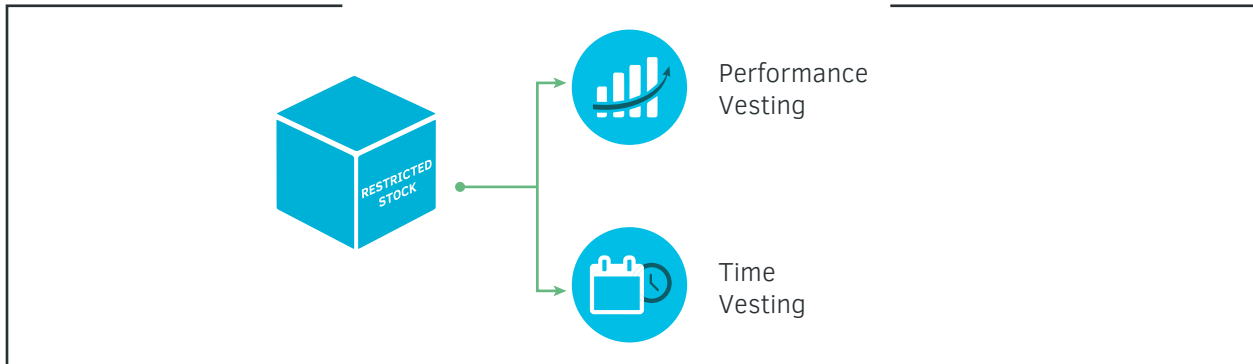 RESTRICTED
STOCK
Performance
Vesting
Time
Vesting